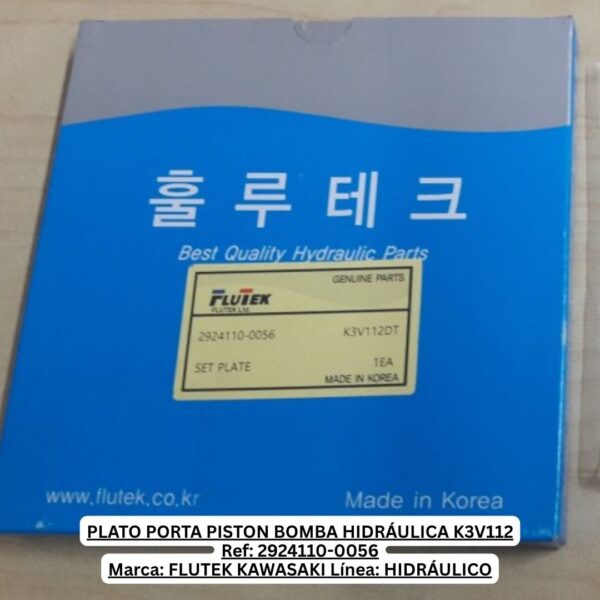 훌루테크
Best Quality Hydraulic Parts
GENUINE PARTS
FLUTEK
FLUTEK Ltd.
2924110-0056 K3V112DT
SET PLATE 1EA
MADE IN KOREA
www.flutek.co.kr Made in Korea
PLATO PORTA PISTON BOMBA HIDRÁULICA K3V112
Ref: 2924110-0056
Marca: FLUTEK KAWASAKI Línea: HIDRÁULICO